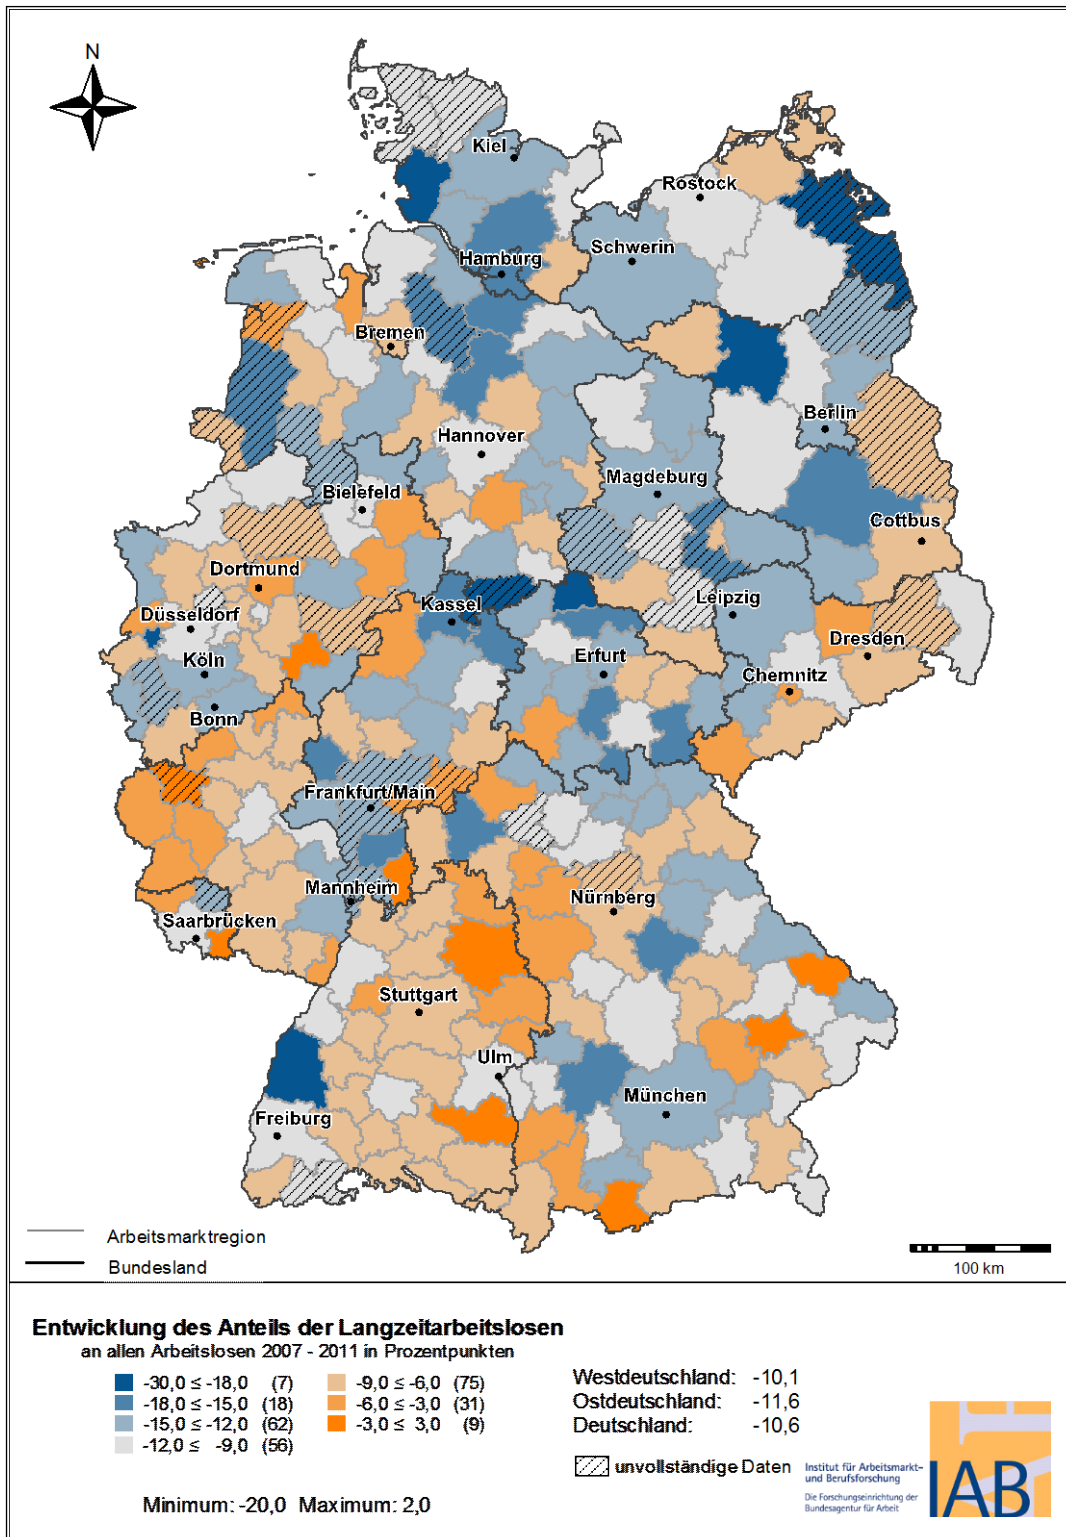 N
Kiel
Rostock
Hamburg
Schwerin
Bremen
Berlin
Hannover
Magdeburg
Bielefeld
Cottbus
Dortmund
Düsseldorf
Kassel
Leipzig
Dresden
Köln
Erfurt
Chemnitz
Bonn
Frankfurt/Main
Mannheim
Nürnberg
Saarbrücken
Stuttgart
Ulm
München
Freiburg
Arbeitsmarktregion
Bundesland
100 km
Entwicklung des Anteils der Langzeitarbeitslosen
an allen Arbeitslosen 2007 - 2011 in Prozentpunkten
-30,0 ≤ -18,0 (7)
-18,0 ≤ -15,0 (18)
-15,0 ≤ -12,0 (62)
-12,0 ≤ -9,0 (56)
-9,0 ≤ -6,0 (75)
-6,0 ≤ -3,0 (31)
-3,0 ≤ 3,0 (9)
Westdeutschland: -10,1
Ostdeutschland: -11,6
Deutschland: -10,6
unvollständige Daten
Minimum: -20,0 Maximum: 2,0
Institut für Arbeitsmarkt-
und Berufsforschung
Die Forschungseinrichtung der
Bundesagentur für Arbeit
IAB